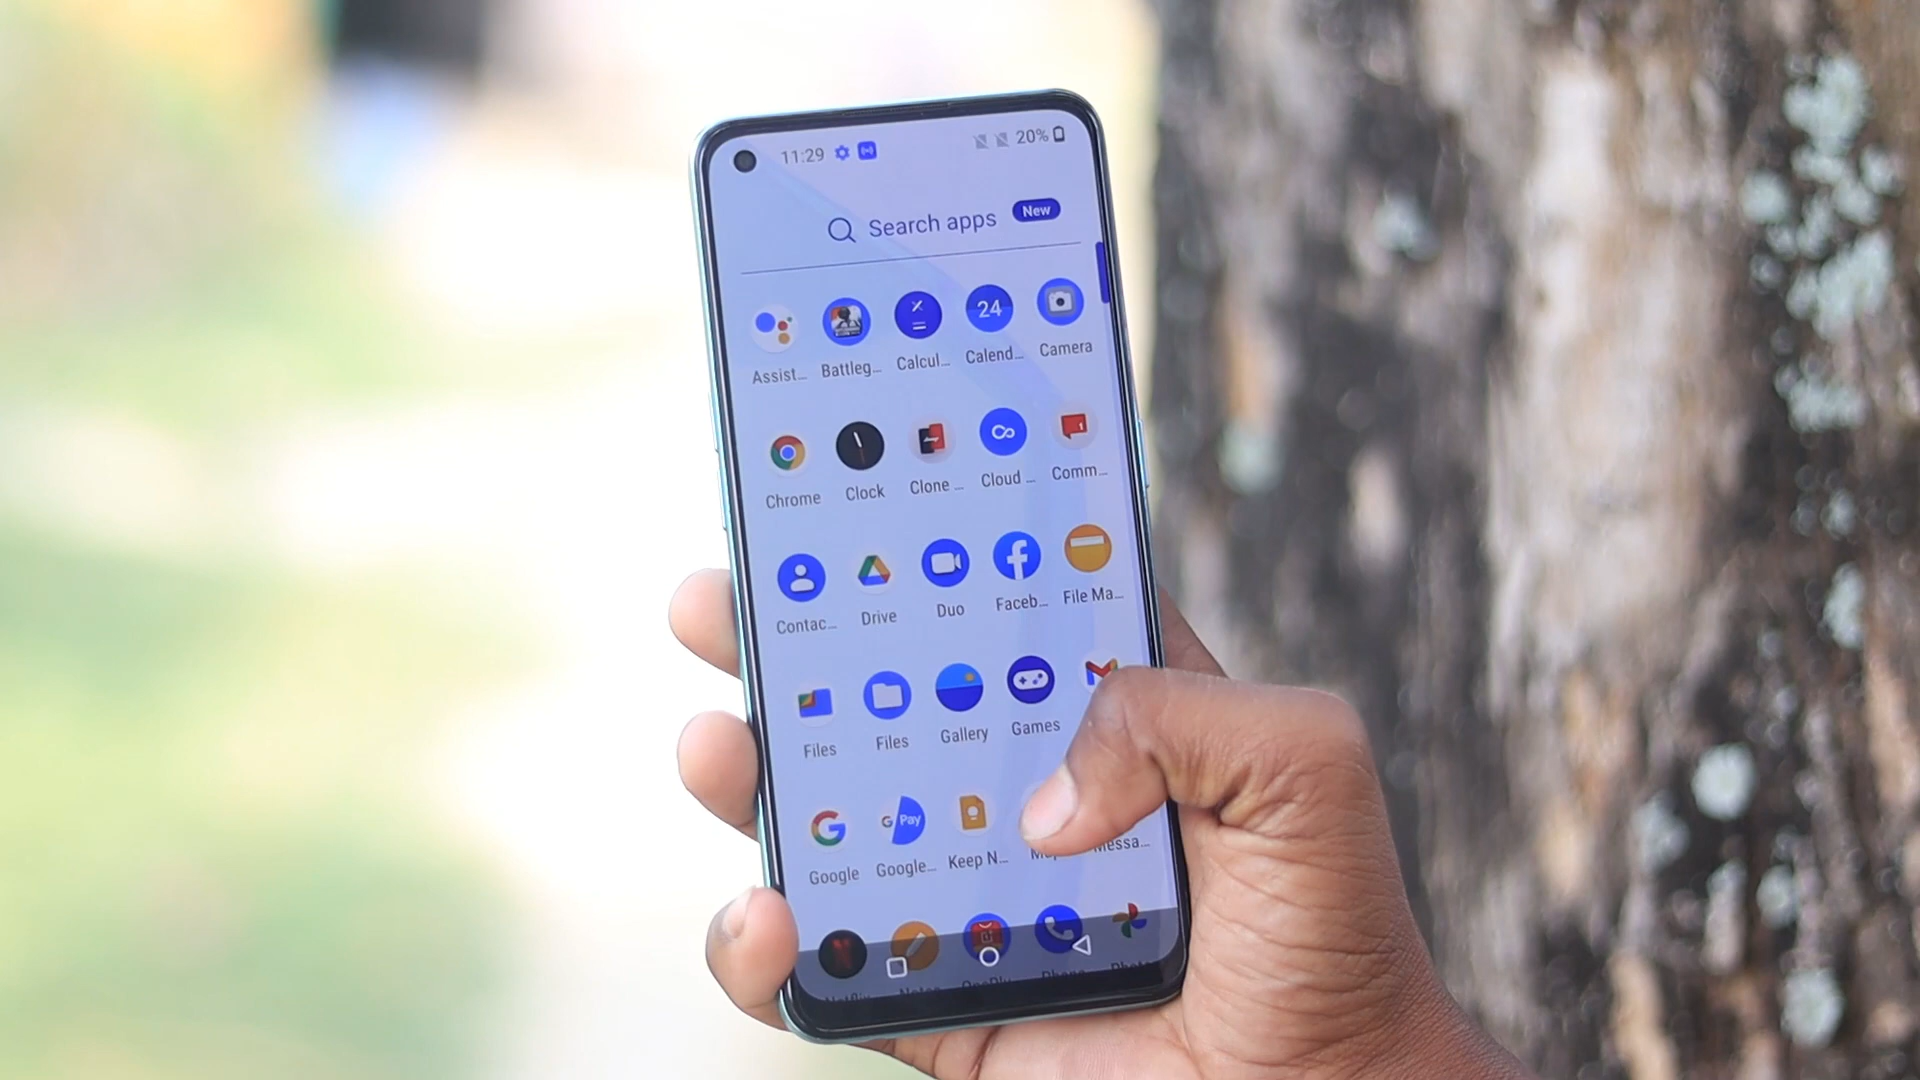 11:29 20%
Search apps New
24
Assist... Battleg... Calcul... Calend... Camera
1
Chrome Clock Clone ... Cloud ... Comm...
Contac... Drive Duo Faceb... File Ma...
Files Files Gallery Games
G Pay
Google Google... Keep N... Messa...